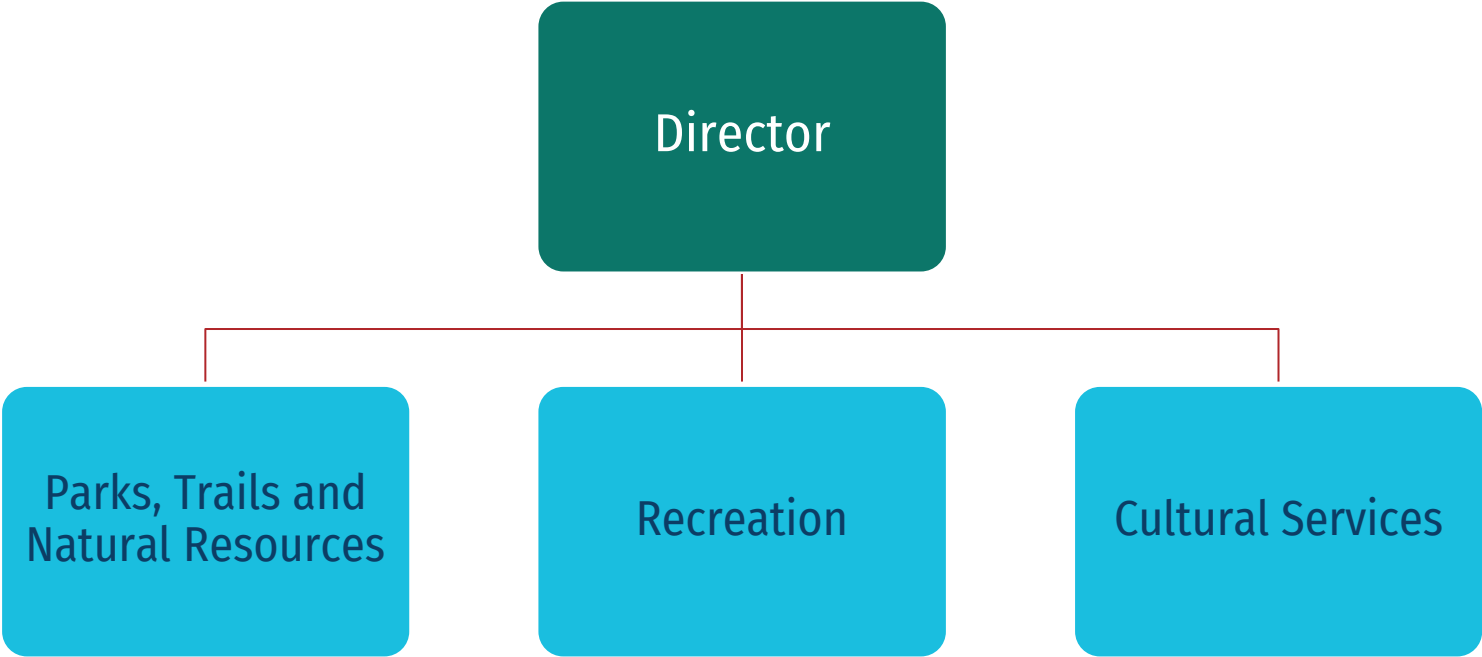 Director
Parks, Trails and
Natural Resources
Recreation
Cultural Services